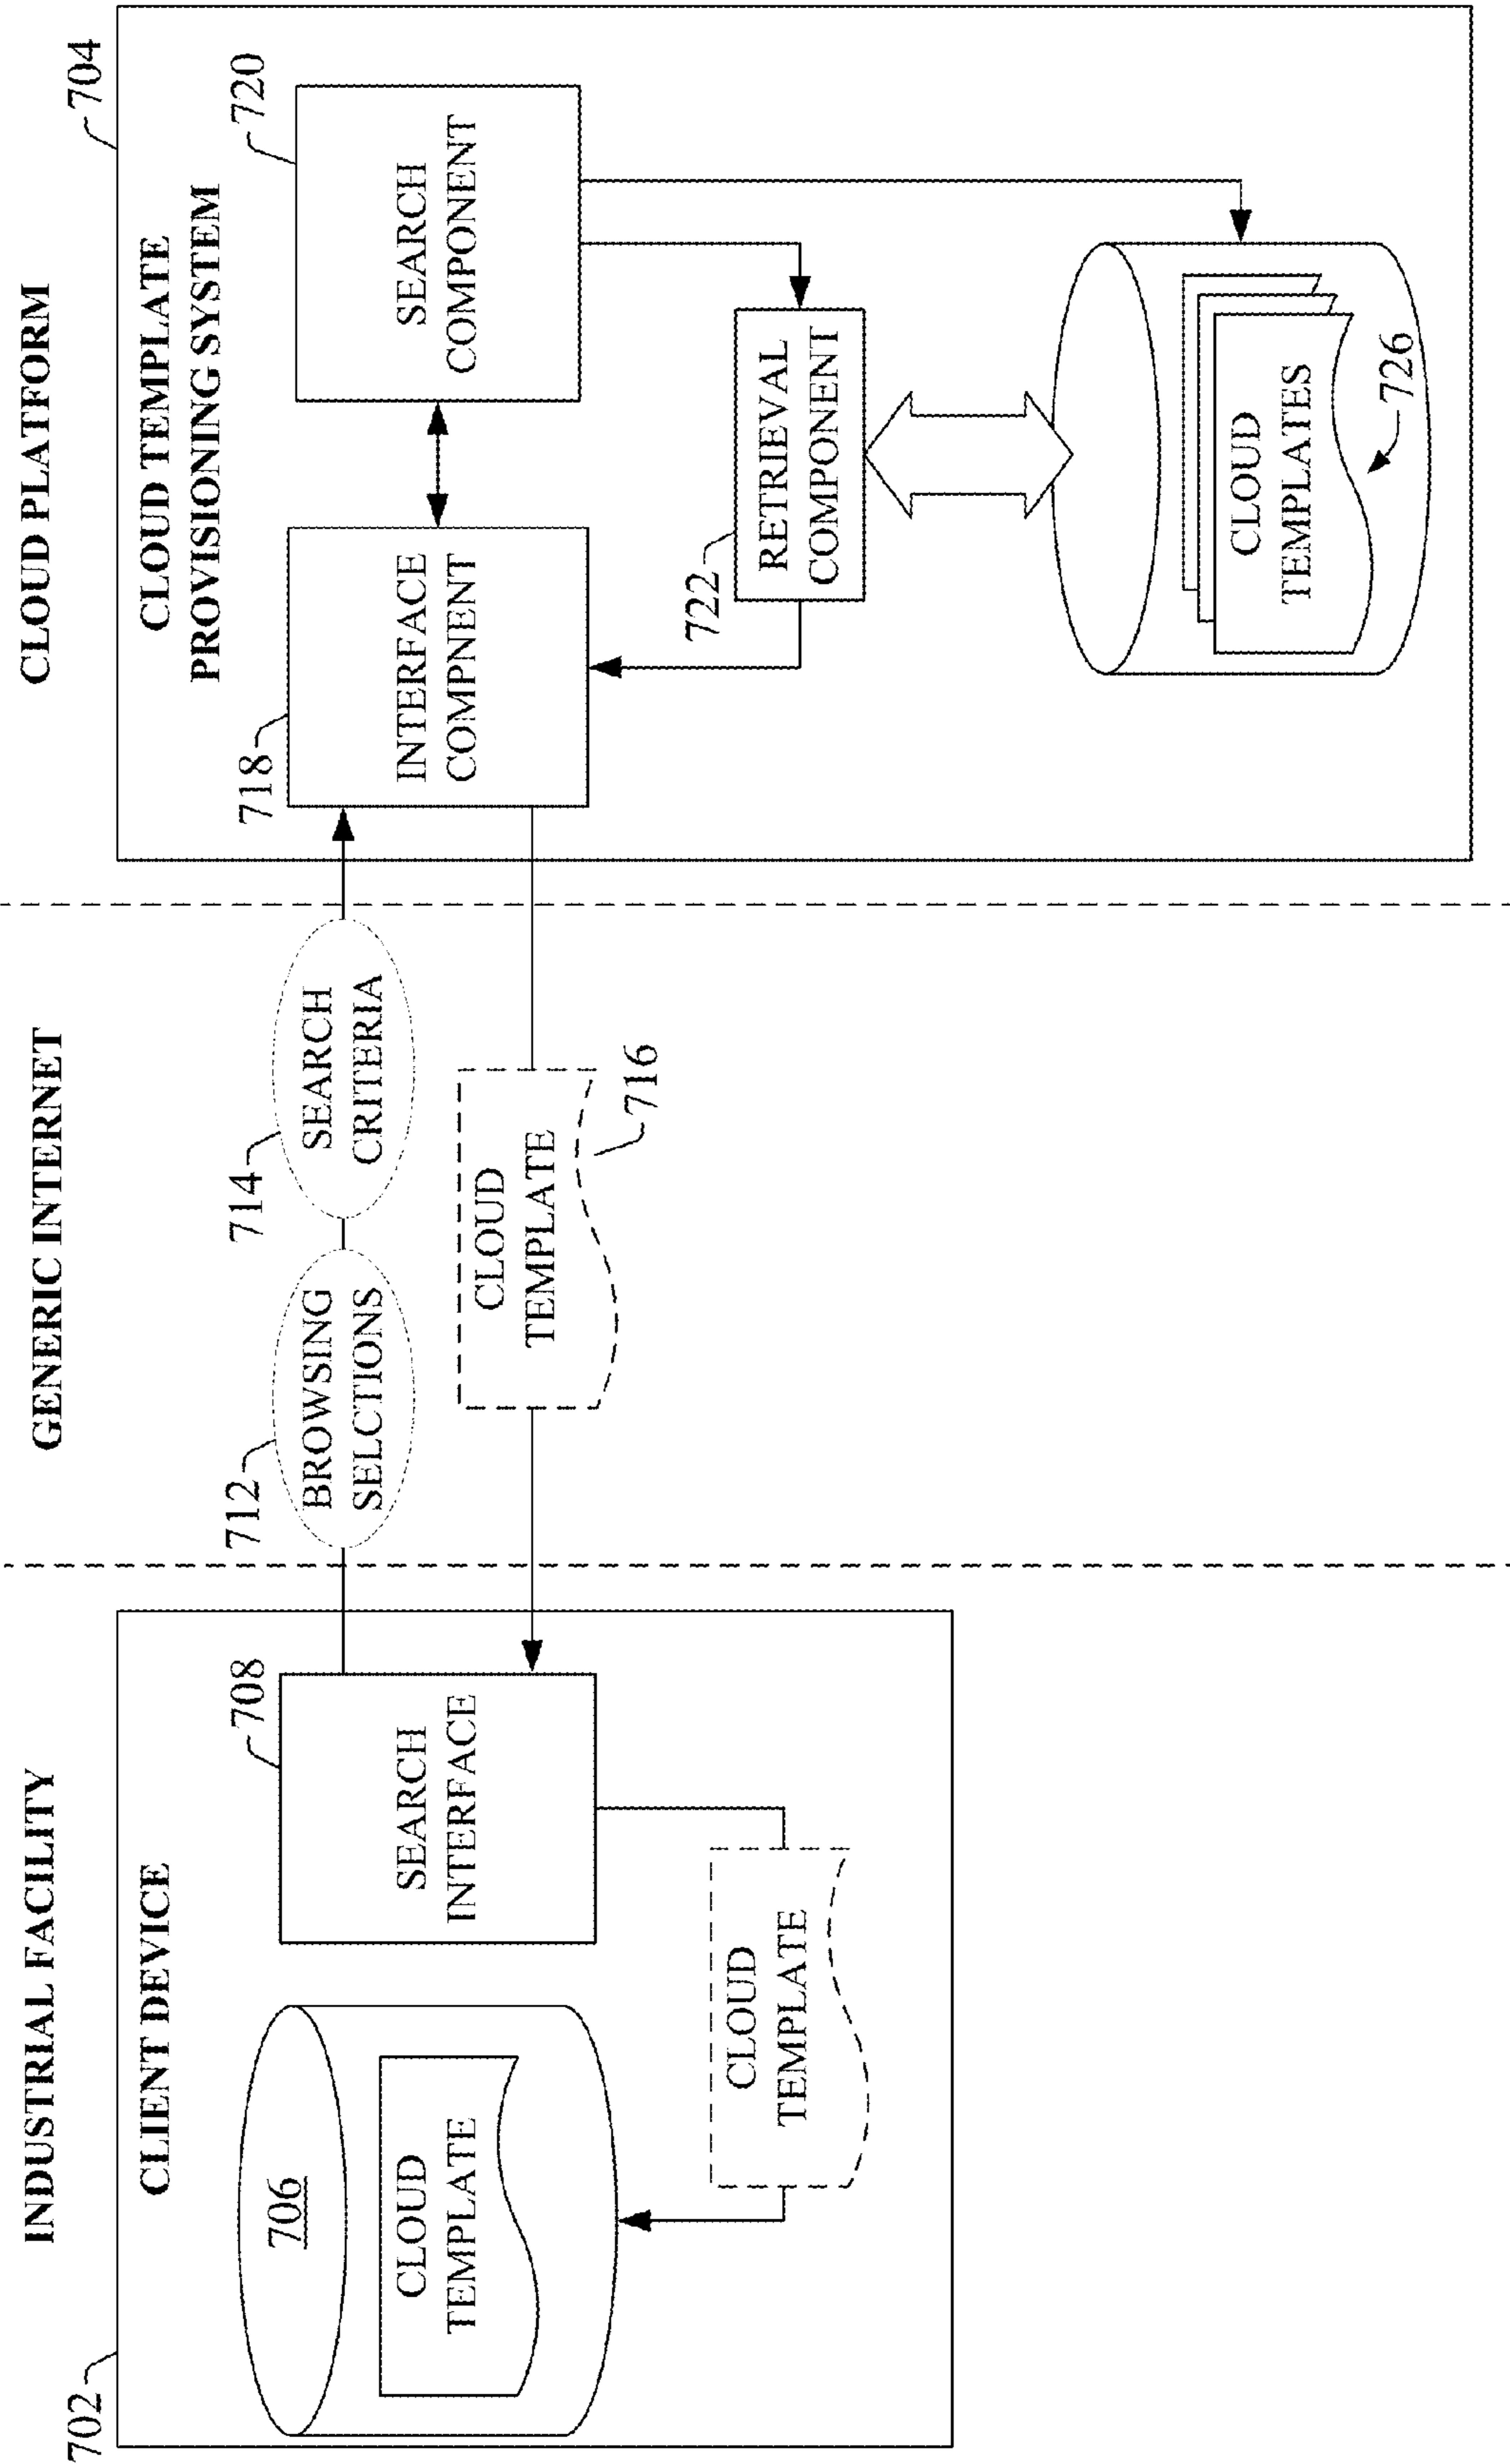 INDUSTRIAL FACILITY
GENERIC INTERNET
CLOUD PLATFORM
702
CLIENT DEVICE
706
CLOUD
TEMPLATE
708
SEARCH
INTERFACE
CLOUD
TEMPLATE
712
BROWSING
SELCTIONS
714
SEARCH
CRITERIA
CLOUD
TEMPLATE
716
704
CLOUD TEMPLATE
PROVISIONING SYSTEM
718
INTERFACE
COMPNENT
720
SEARCH
COMPONENT
722
RETRIEVAL
COMPONENT
CLOUD
TEMPLATES
726